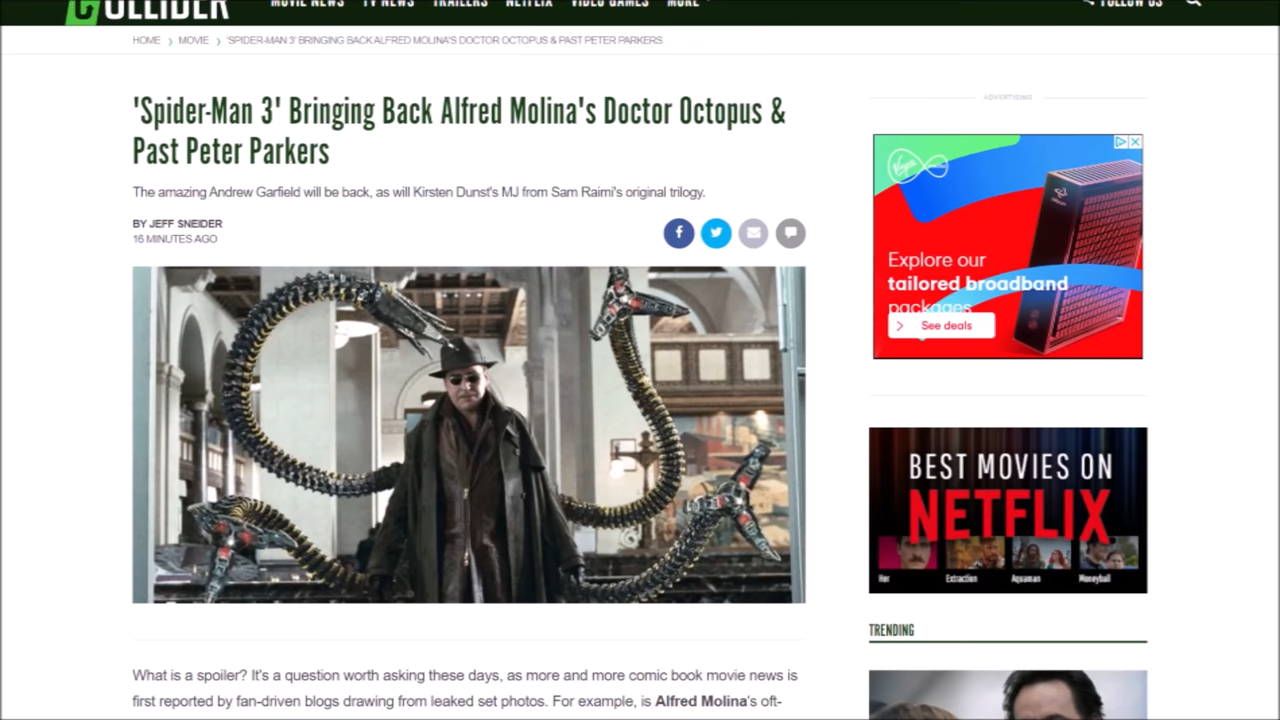 COLLIDER
MOVIE NEWS TV NEWS TRAILERS NETFLIX VIDEO GAMES MORE FOLLOW US
HOME > MOVIE > 'SPIDER-MAN 3' BRINGING BACK ALFRED MOLINA'S DOCTOR OCTOPUS & PAST PETER PARKERS
'Spider-Man 3' Bringing Back Alfred Molina's Doctor Octopus &
Past Peter Parkers
The amazing Andrew Garfield will be back, as will Kirsten Dunst's MJ from Sam Raimi's original trilogy.
BY JEFF SNEIDER
16 MINUTES AGO
What is a spoiler? It's a question worth asking these days, as more and more comic book movie news is
first reported by fan-driven blogs drawing from leaked set photos. For example, is Alfred Molina's oft-
ADVERTISING
Virgin
Explore our
tailored broadband
packages
> See deals
BEST MOVIES ON
NETFLIX
Her Extraction Aquaman Moneyball
TRENDING